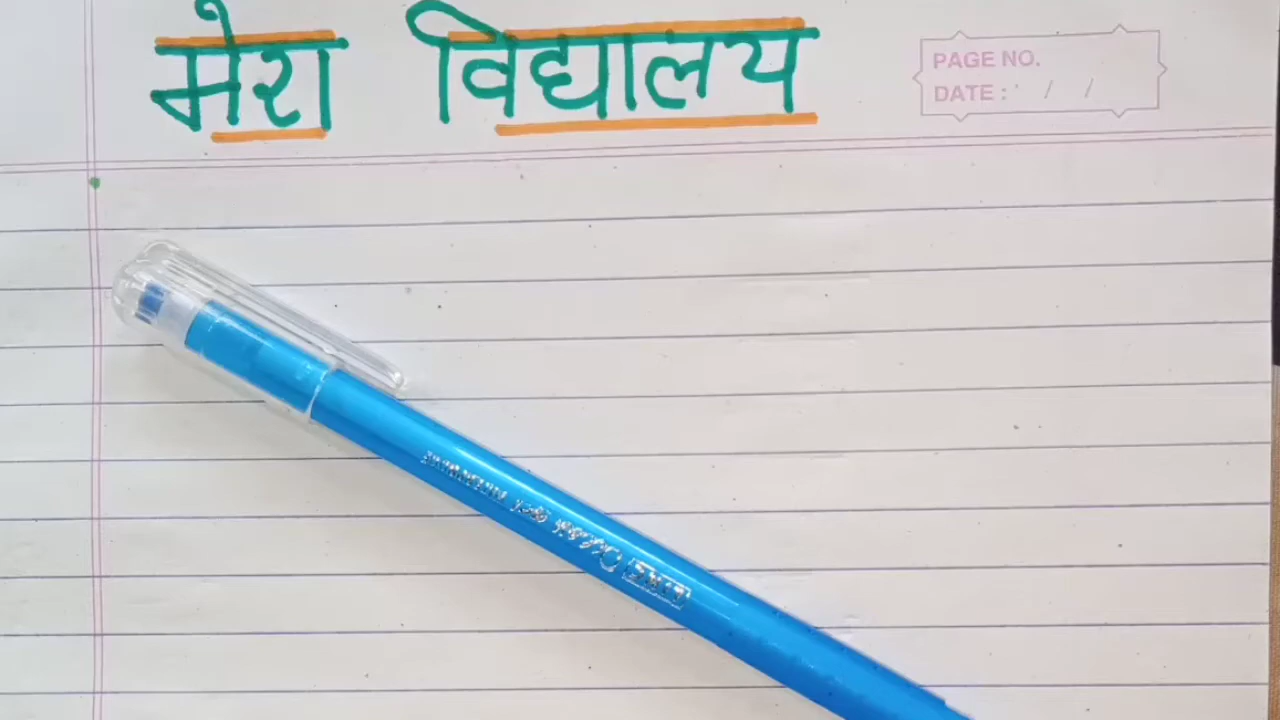 मेरा विद्यालय
PAGE NO.
DATE : / /